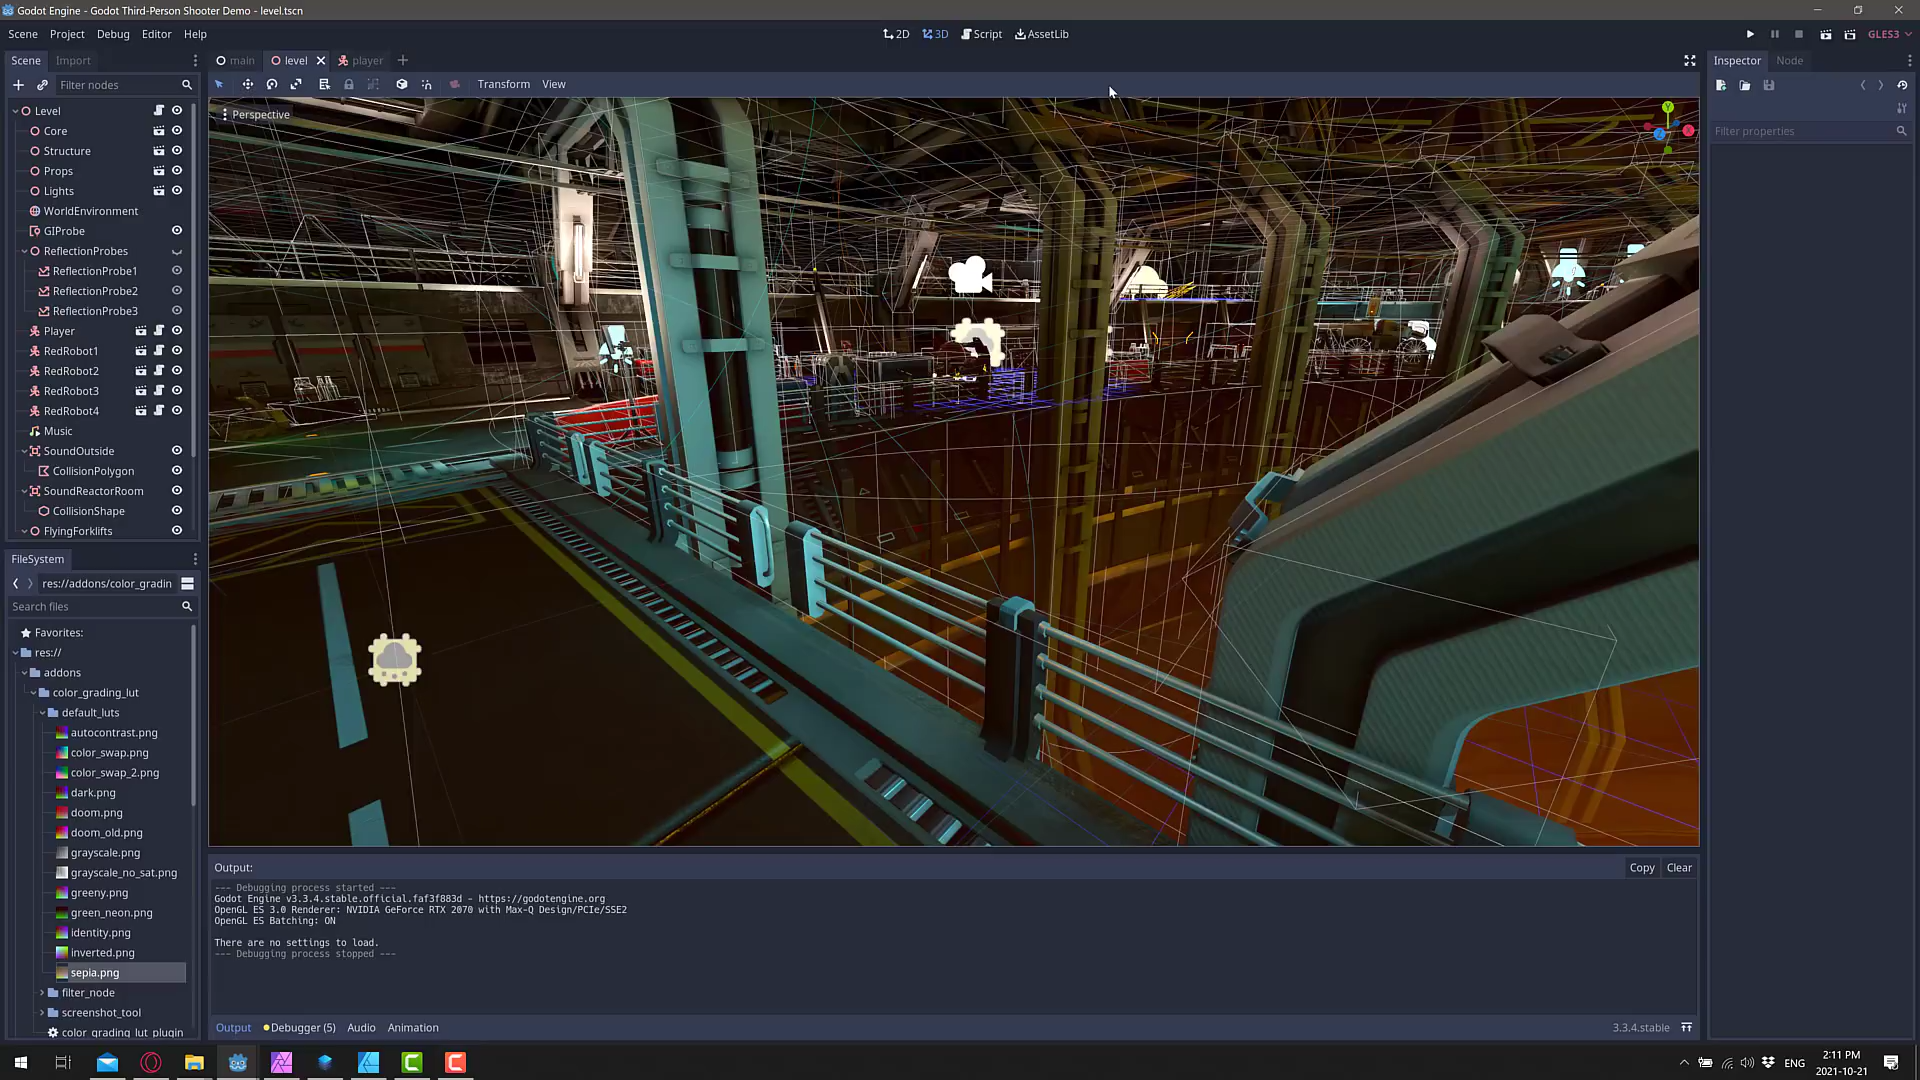 Godot Engine - Godot Third-Person Shooter Demo - level.tscn
Scene Project Debug Editor Help
2D 3D Script AssetLib
GLES3
Scene Import
main level player
Inspector Node
Filter nodes
Transform View
Perspective
Filter properties
Level
Core
Structure
Props
Lights
WorldEnvironment
GIProbe
ReflectionProbes
ReflectionProbe1
ReflectionProbe2
ReflectionProbe3
Player
RedRobot1
RedRobot2
RedRobot3
RedRobot4
Music
SoundOutside
CollisionPolygon
SoundReactorRoom
CollisionShape
FlyingForklifts
FileSystem
res://addons/color_gradin
Search files
Favorites:
res://
addons
color_grading_lut
default_luts
autocontrast.png
color_swap.png
color_swap_2.png
dark.png
doom.png
doom_old.png
grayscale.png
grayscale_no_sat.png
greeny.png
green_neon.png
identity.png
inverted.png
sepia.png
filter_node
screenshot_tool
color_grading_lut_plugin
Output:
Copy Clear
--- Debugging process started ---
Godot Engine v3.3.4.stable.official.faf3f883d - https://godotengine.org
OpenGL ES 3.0 Renderer: NVIDIA GeForce RTX 2070 with Max-Q Design/PCIe/SSE2
OpenGL ES Batching: ON
There are no settings to load.
--- Debugging process stopped ---
Output Debugger (5) Audio Animation
3.3.4.stable
ENG
2:11 PM
2021-10-21